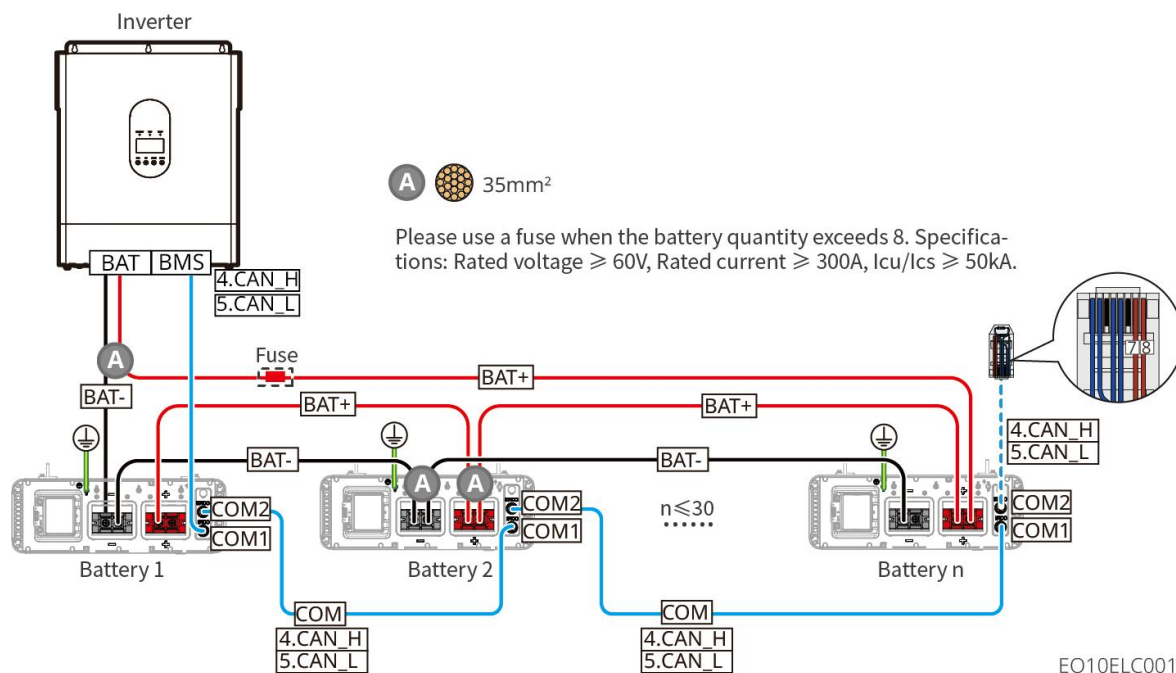 Inverter
A
35mm²
Please use a fuse when the battery quantity exceeds 8. Specifica-
tions: Rated voltage ≥ 60V, Rated current ≥ 300A, Icu/Ics ≥ 50kA.
BAT BMS
4.CAN_H
5.CAN_L
7 8
A
Fuse
BAT+
BAT-
BAT+
BAT+
4.CAN_H
5.CAN_L
BAT-
BAT-
A
A
COM2
COM1
COM2
COM1
n≤30
COM2
COM1
Battery 1
Battery 2
Battery n
COM
4.CAN_H
5.CAN_L
COM
4.CAN_H
5.CAN_L
EO10ELC001